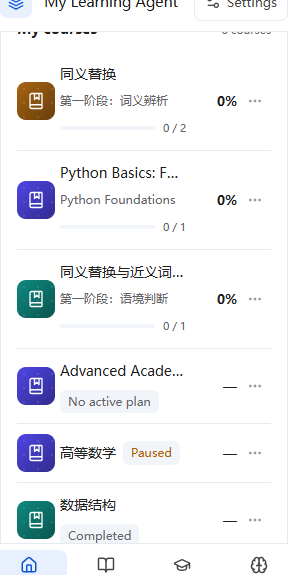 My Learning Agent
Settings
My courses
6 courses
同义替换
第一阶段：词义辨析
0%
0 / 2
Python Basics: F...
Python Foundations
0%
0 / 1
同义替换与近义词...
第一阶段：语境判断
0%
0 / 1
Advanced Acade...
No active plan
—
高等数学
Paused
—
数据结构
Completed
—